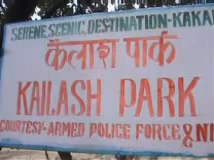 SERENE,SCENIC,DESTINATION-KAKA
कैलाश पार्क
KAILASH PARK
COURTESY-ARMED POLICE FORCE & N